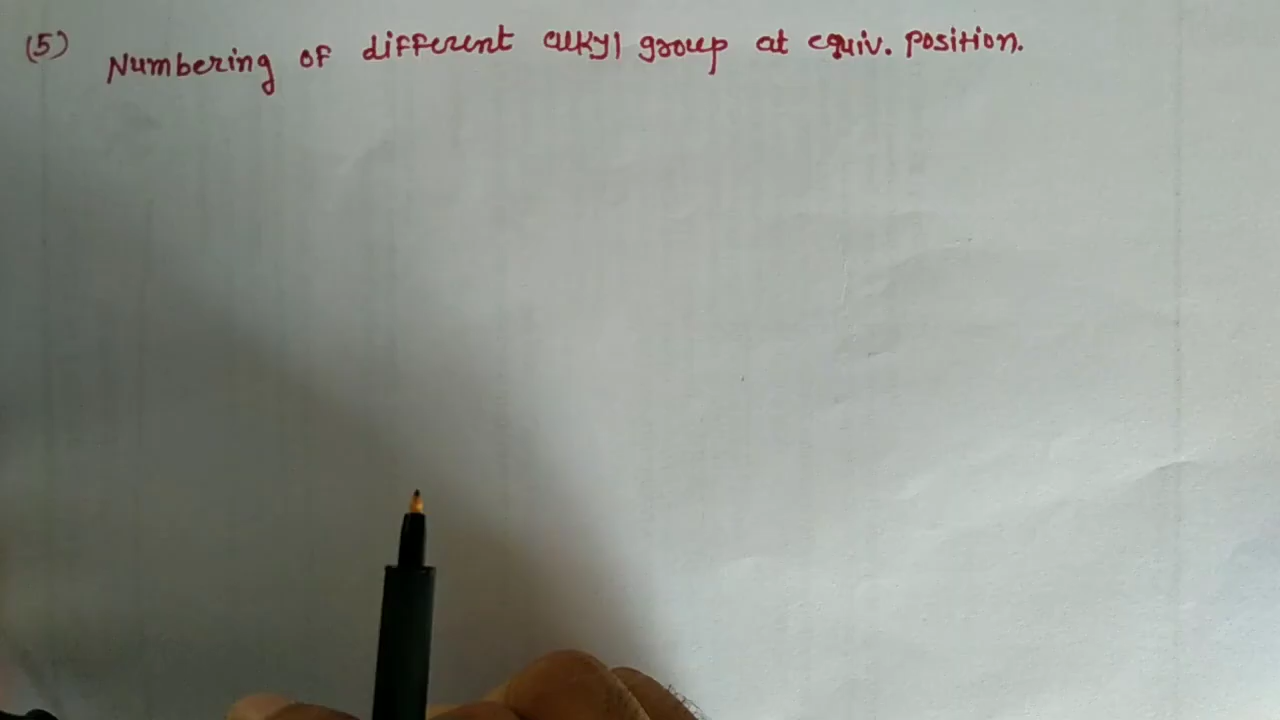 (5) Numbering of different alkyl group at equiv. position.